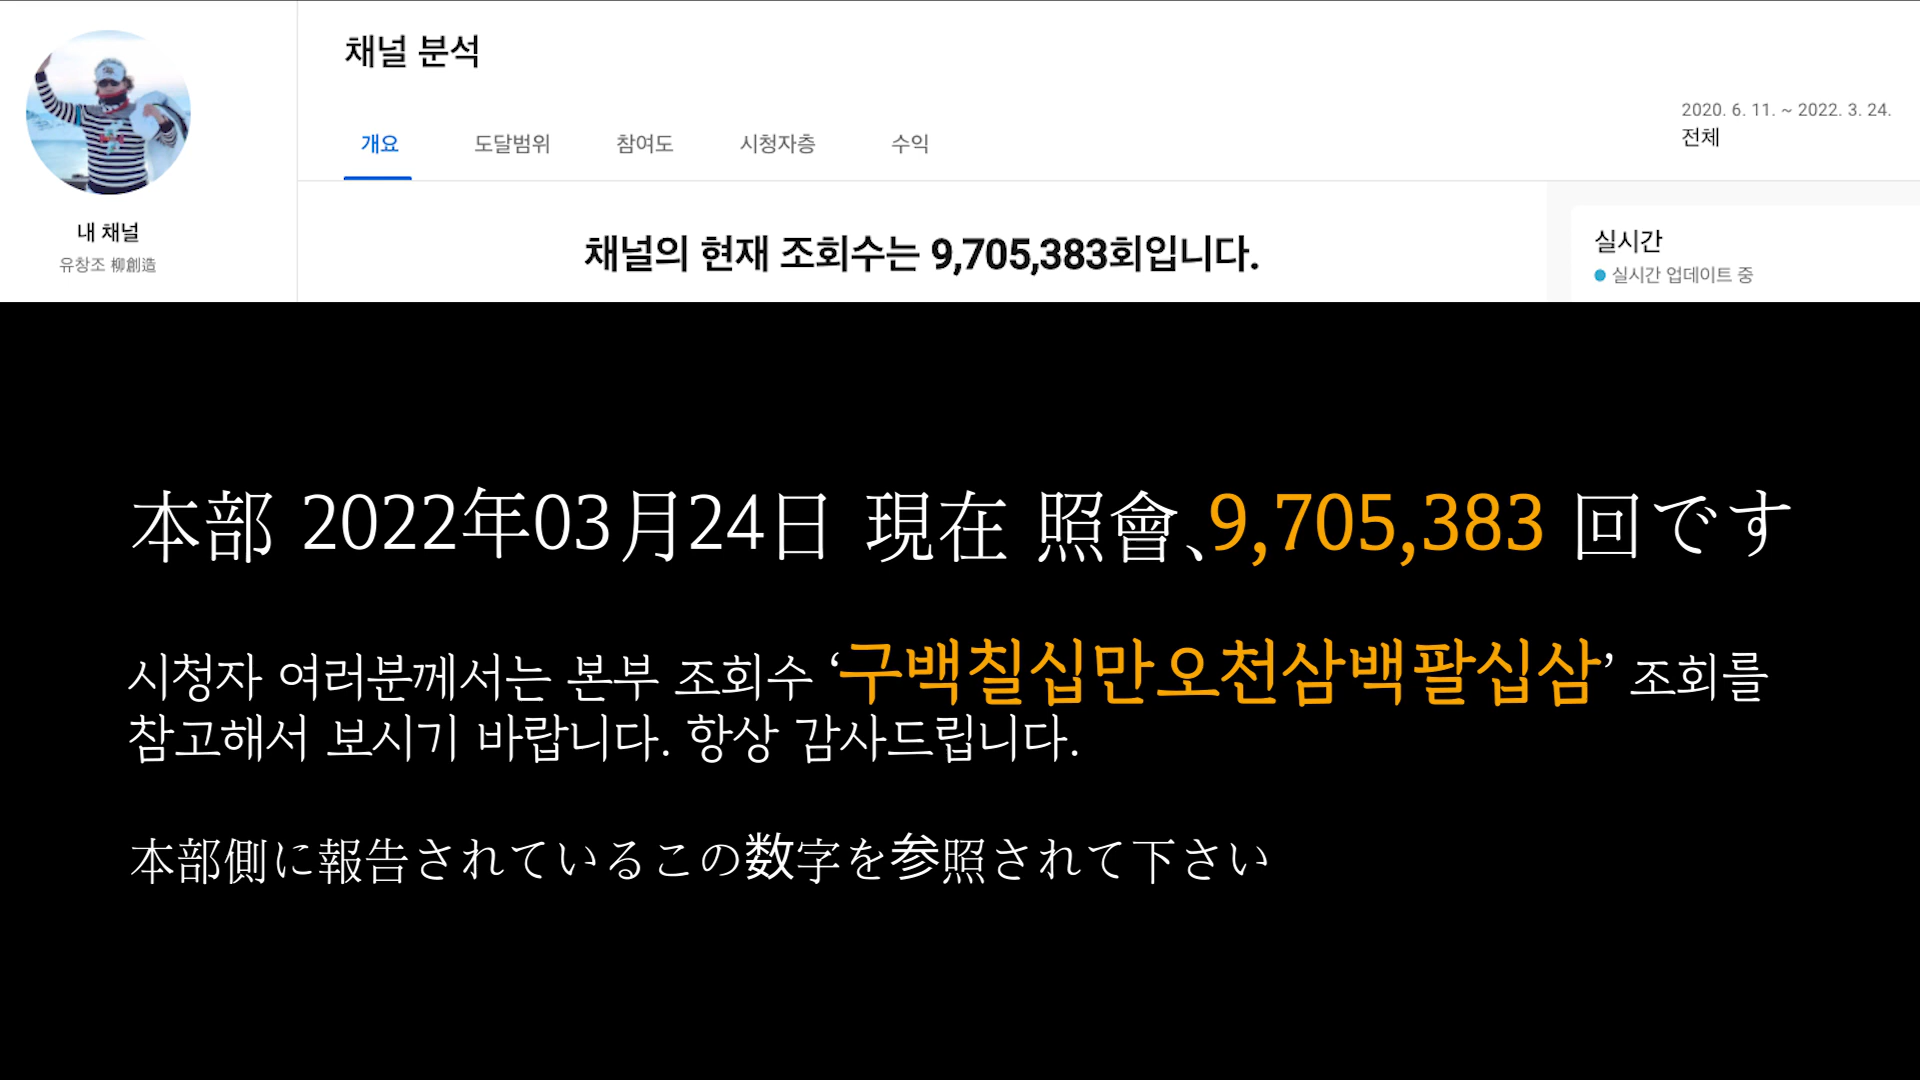 채널 분석
2020. 6. 11. ~ 2022. 3. 24.
전체
개요 도달범위 참여도 시청자층 수익
내 채널
유창조 柳創造
채널의 현재 조회수는 9,705,383회입니다.
실시간
실시간 업데이트 중
本部 2022年03月24日 現在 照會、9,705,383 回です
시청자 여러분께서는 본부 조회수 ‘구백칠십만오천삼백팔십삼’ 조회를
참고해서 보시기 바랍니다. 항상 감사드립니다.
本部側に報告されているこの数字を参照されて下さい